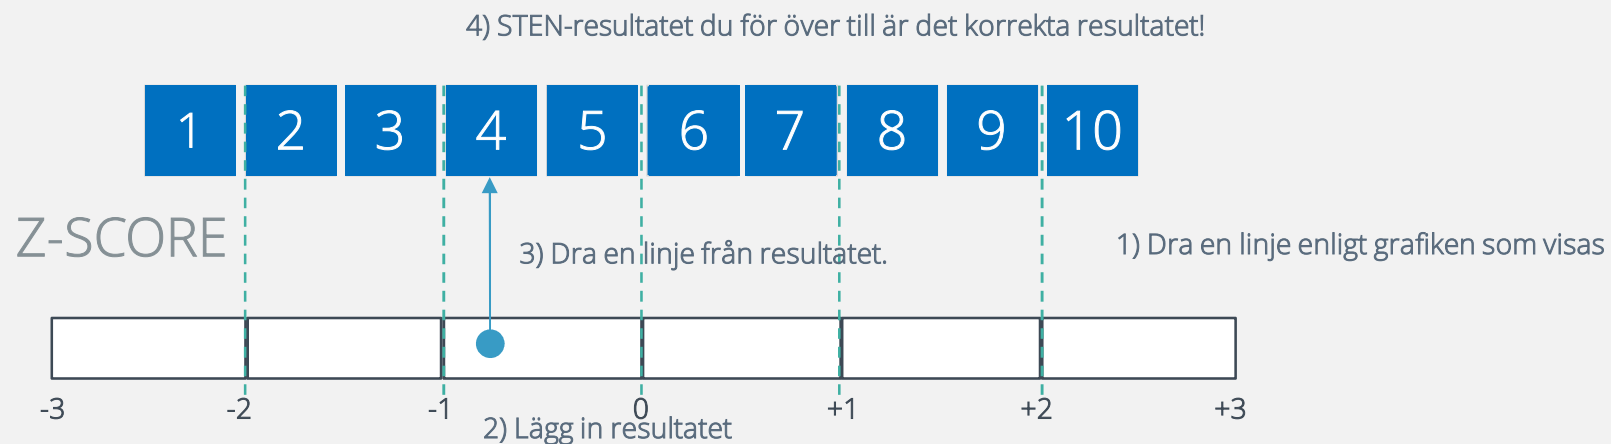 4) STEN-resultatet du för över till är det korrekta resultatet!
1 2 3 4 5 6 7 8 9 10
Z-SCORE
3) Dra en linje från resultatet.
1) Dra en linje enligt grafiken som visas
-3 -2 -1 0 +1 +2 +3
2) Lägg in resultatet